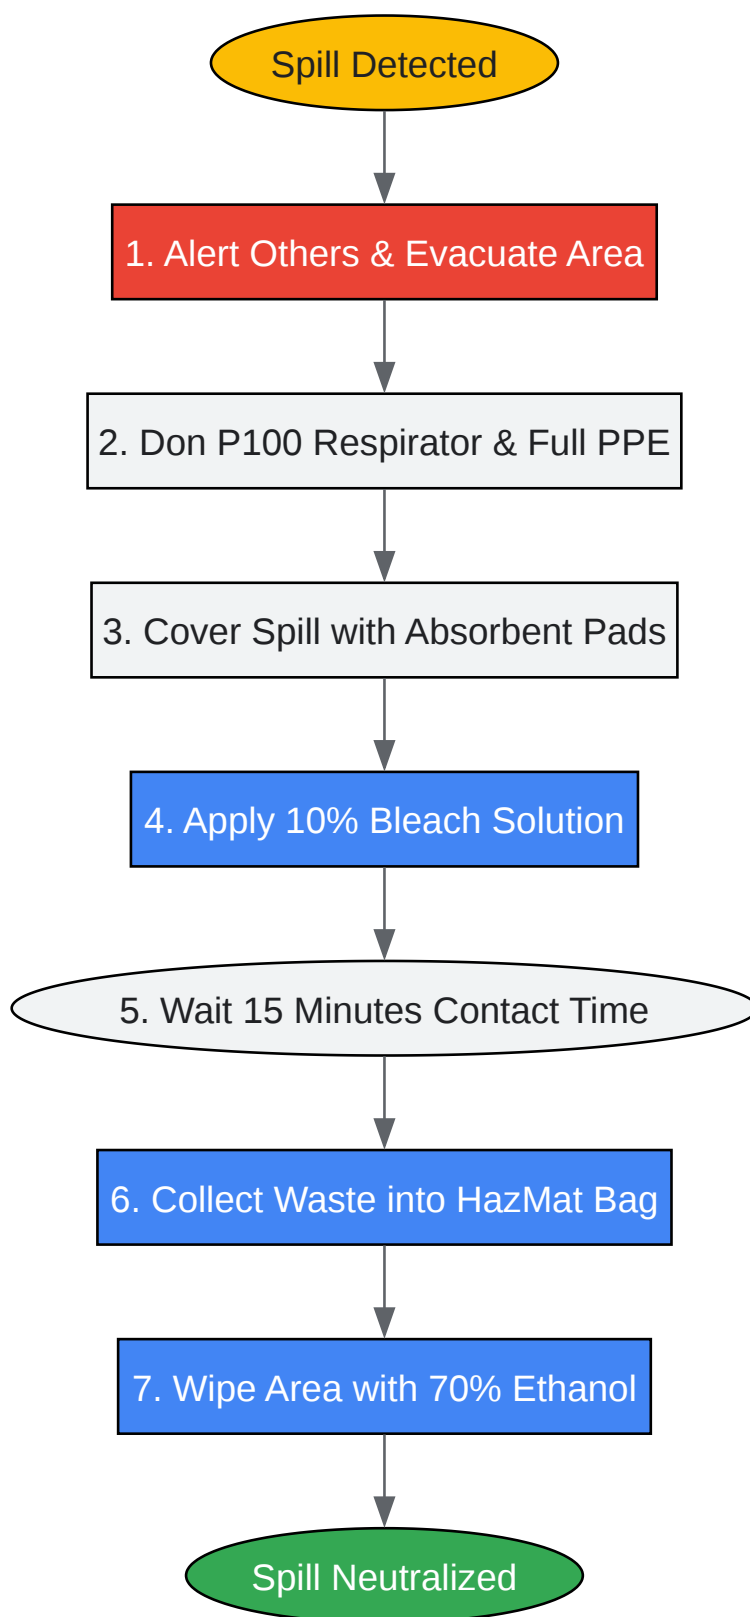 Spill Detected
1. Alert Others & Evacuate Area
2. Don P100 Respirator & Full PPE
3. Cover Spill with Absorbent Pads
4. Apply 10% Bleach Solution
5. Wait 15 Minutes Contact Time
6. Collect Waste into HazMat Bag
7. Wipe Area with 70% Ethanol
Spill Neutralized